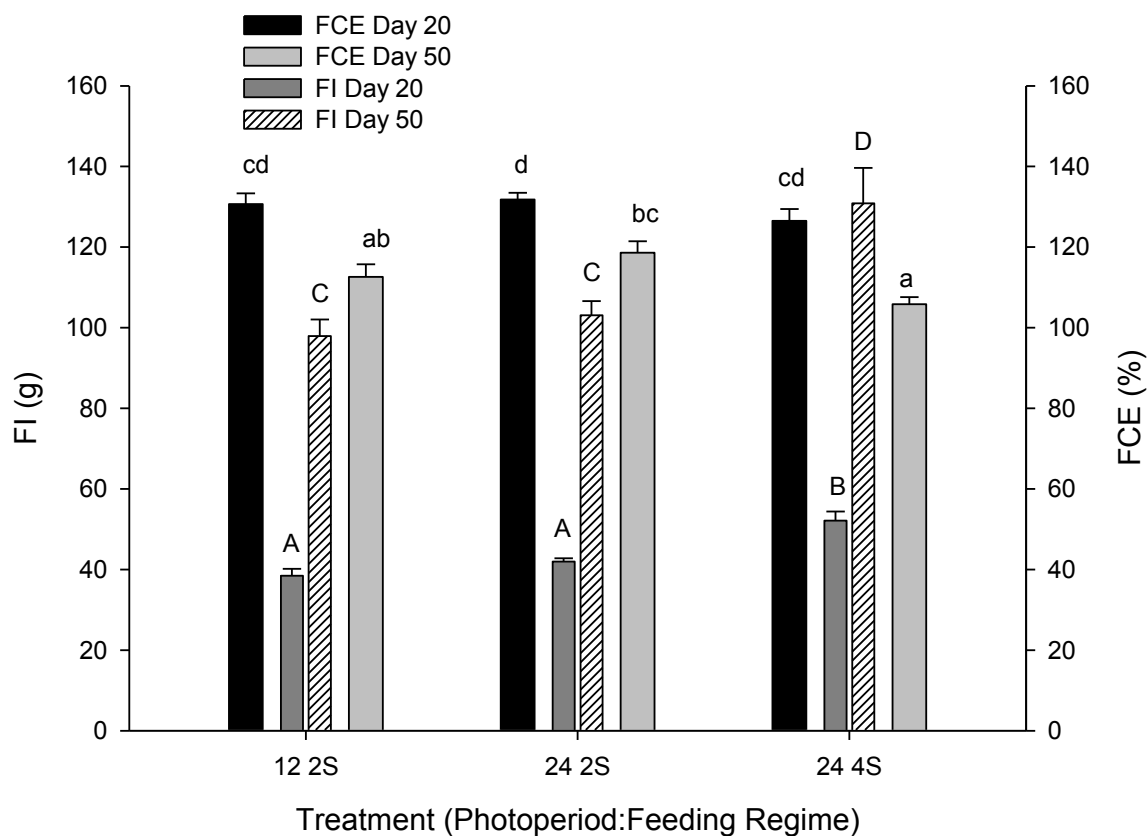 FCE Day 20
FCE Day 50
FI Day 20
FI Day 50
160 160
140 140
120 120
100 100
80 80
60 60
40 40
20 20
0 0
cd d cd D
ab bc a
C C
A A B
FI (g)
FCE (%)
12 2S 24 2S 24 4S
Treatment (Photoperiod:Feeding Regime)